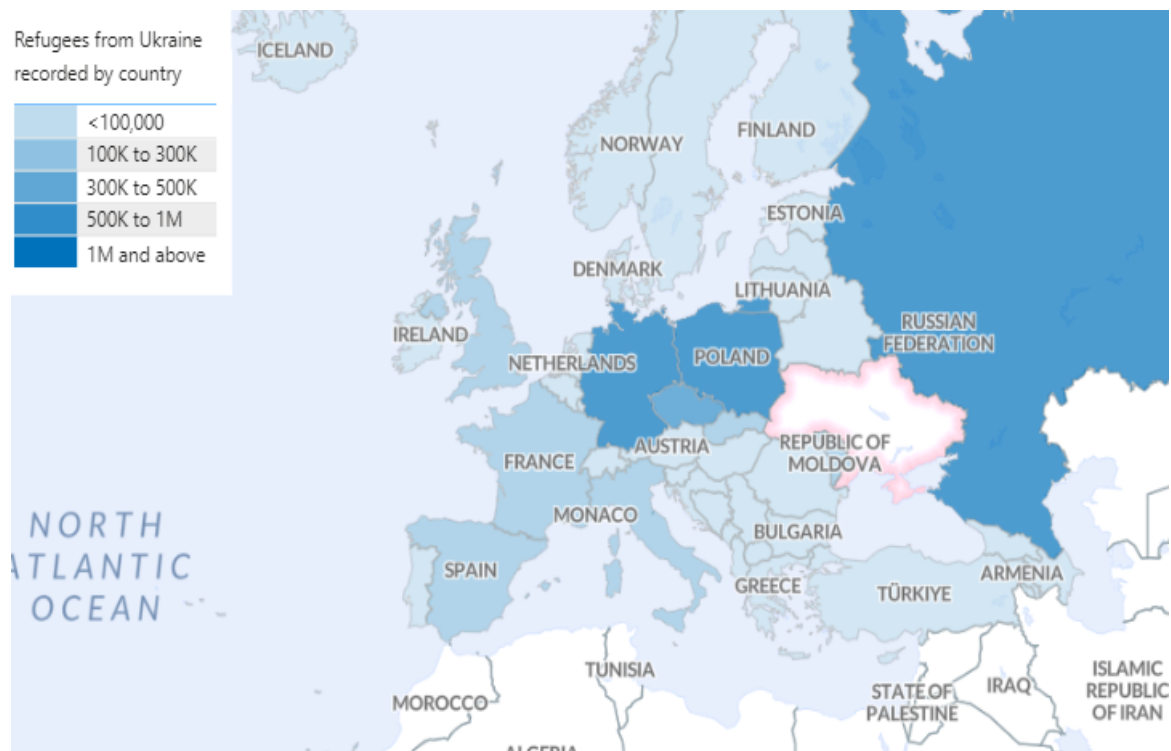 Refugees from Ukraine
recorded by country
<100,000
100K to 300K
300K to 500K
500K to 1M
1M and above
ICELAND
NORWAY
FINLAND
ESTONIA
DENMARK
LITHUANIA
IRELAND
RUSSIAN
FEDERATION
NETHERLANDS
POLAND
AUSTRIA
REPUBLIC OF
MOLDOVA
FRANCE
MONACO
NORTH
ATLANTIC
OCEAN
BULGARIA
SPAIN
GREECE
TÜRKIYE
ARMENIA
TUNISIA
MOROCCO
STATE OF
PALESTINE
IRAQ
ISLAMIC
REPUBLIC
OF IRAN
ALGERIA